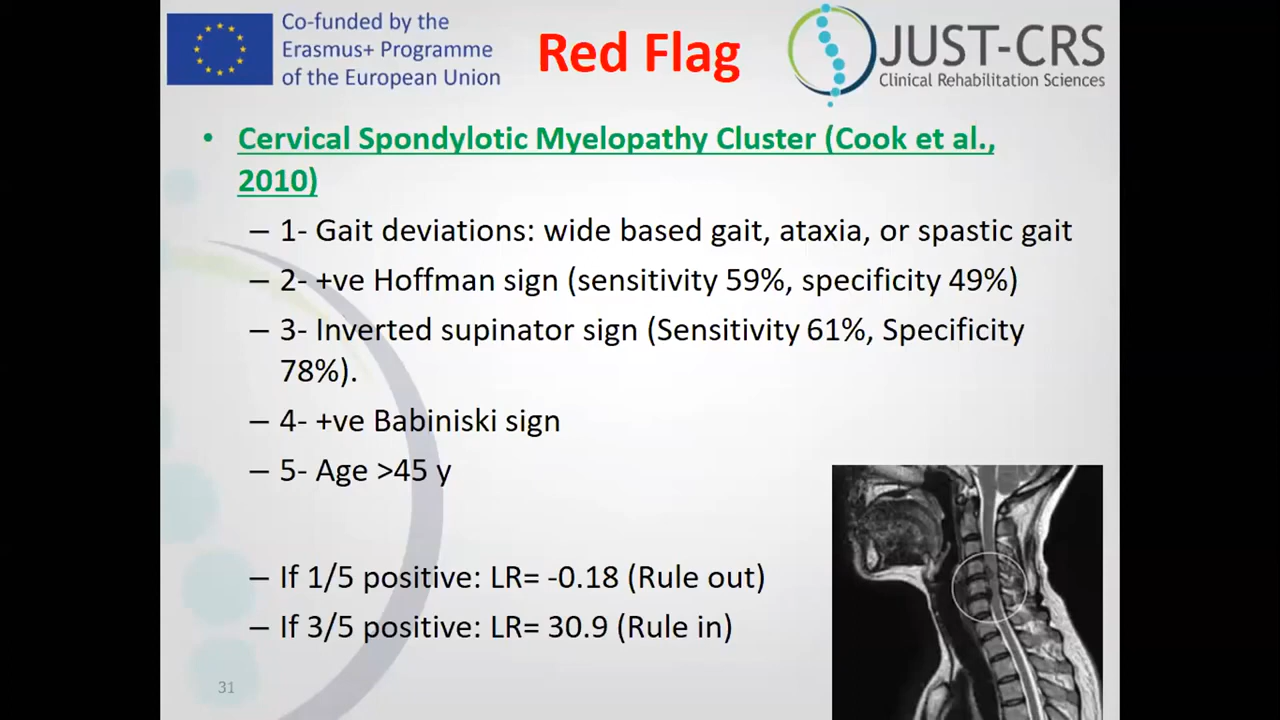 Co-funded by the
Erasmus+ Programme
of the European Union
Red Flag
JUST-CRS
Clinical Rehabilitation Sciences
• Cervical Spondylotic Myelopathy Cluster (Cook et al.,
2010)
– 1- Gait deviations: wide based gait, ataxia, or spastic gait
– 2- +ve Hoffman sign (sensitivity 59%, specificity 49%)
– 3- Inverted supinator sign (Sensitivity 61%, Specificity
78%).
– 4- +ve Babiniski sign
– 5- Age >45 y
– If 1/5 positive: LR= -0.18 (Rule out)
– If 3/5 positive: LR= 30.9 (Rule in)
31